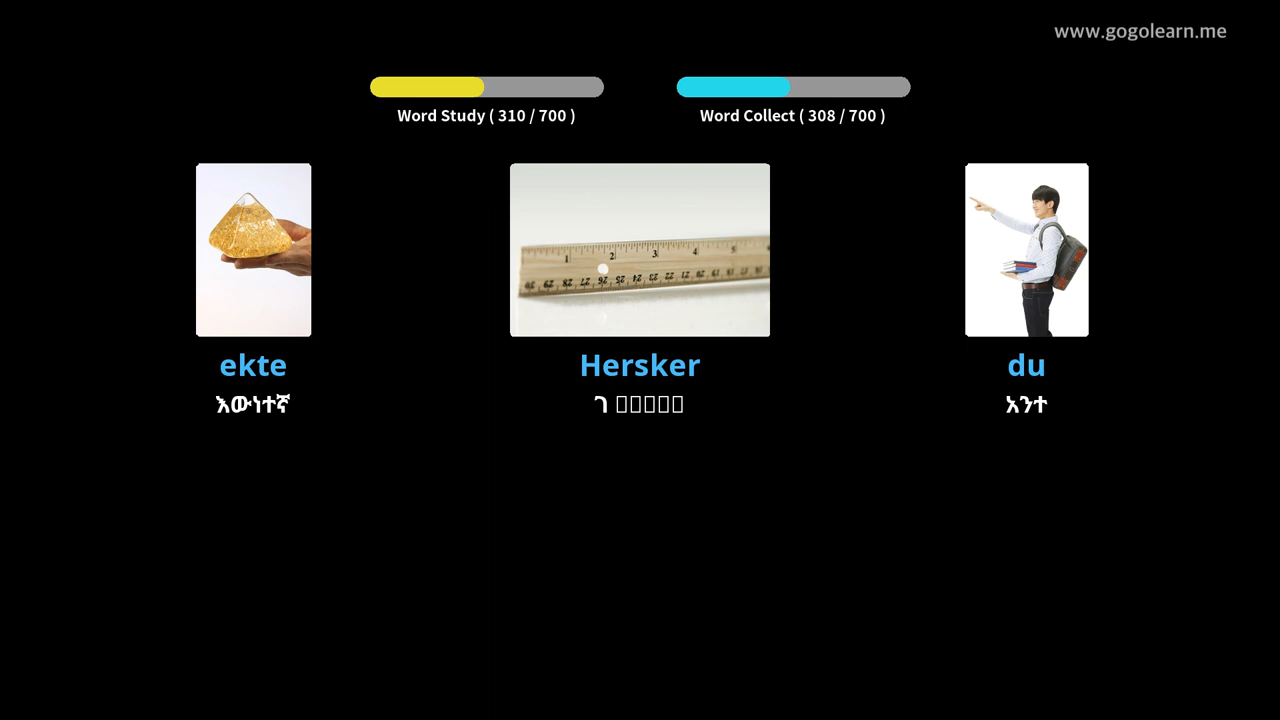 www.gogolearn.me
Word Study ( 310 / 700 )
Word Collect ( 308 / 700 )
ekte
Hersker
du
እውነተኛ
ገ □□□□□
አንተ